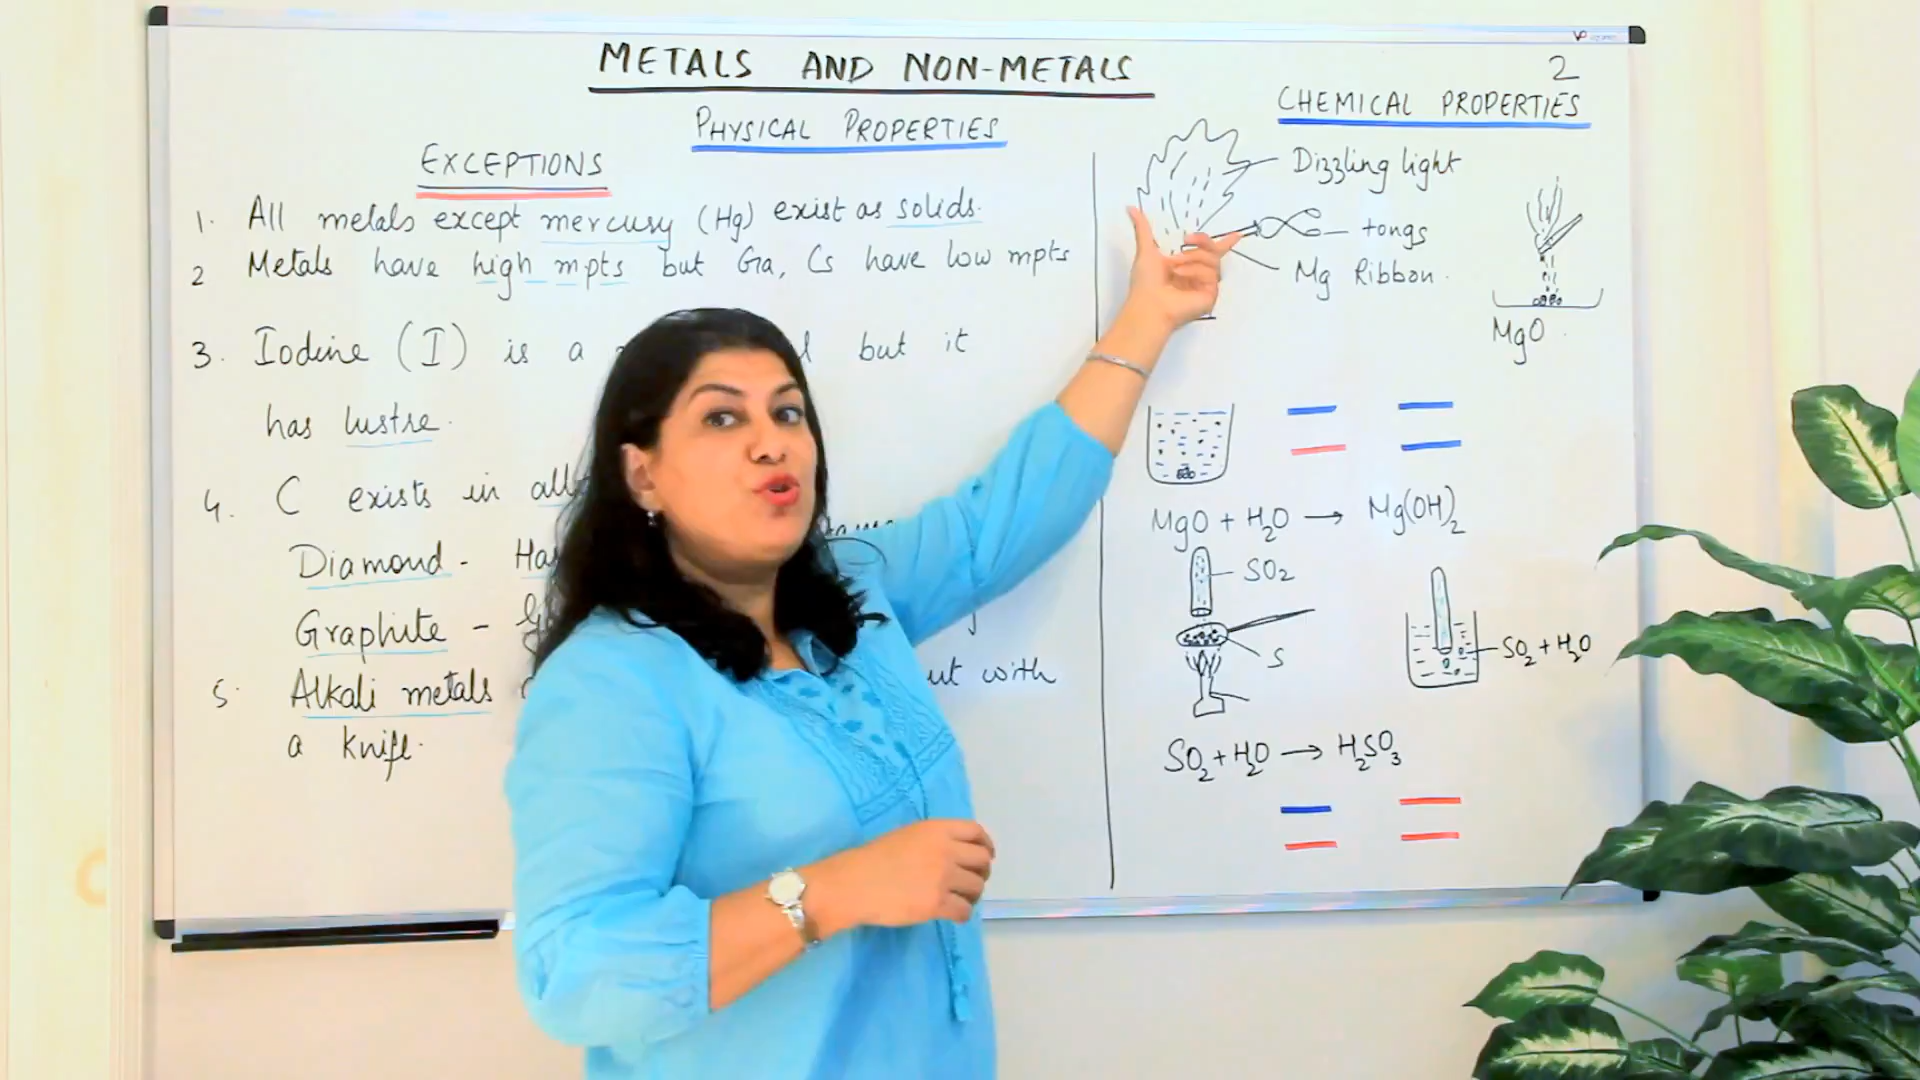 METALS AND NON-METALS
2
PHYSICAL PROPERTIES
EXCEPTIONS
1. All metals except mercury (Hg) exist as solids.
2 Metals have high mpts but Ga, Cs have low mpts
3. Iodine (I) is a but it
has lustre.
4. C exists in
Diamond -
Graphite -
5. Alkali metals with
a knife.
CHEMICAL PROPERTIES
Dizzling light
tongs
Mg Ribbon.
MgO
MgO + H₂O → Mg(OH)₂
SO₂
S
SO₂ + H₂O
SO₂ + H₂O → H₂SO₃